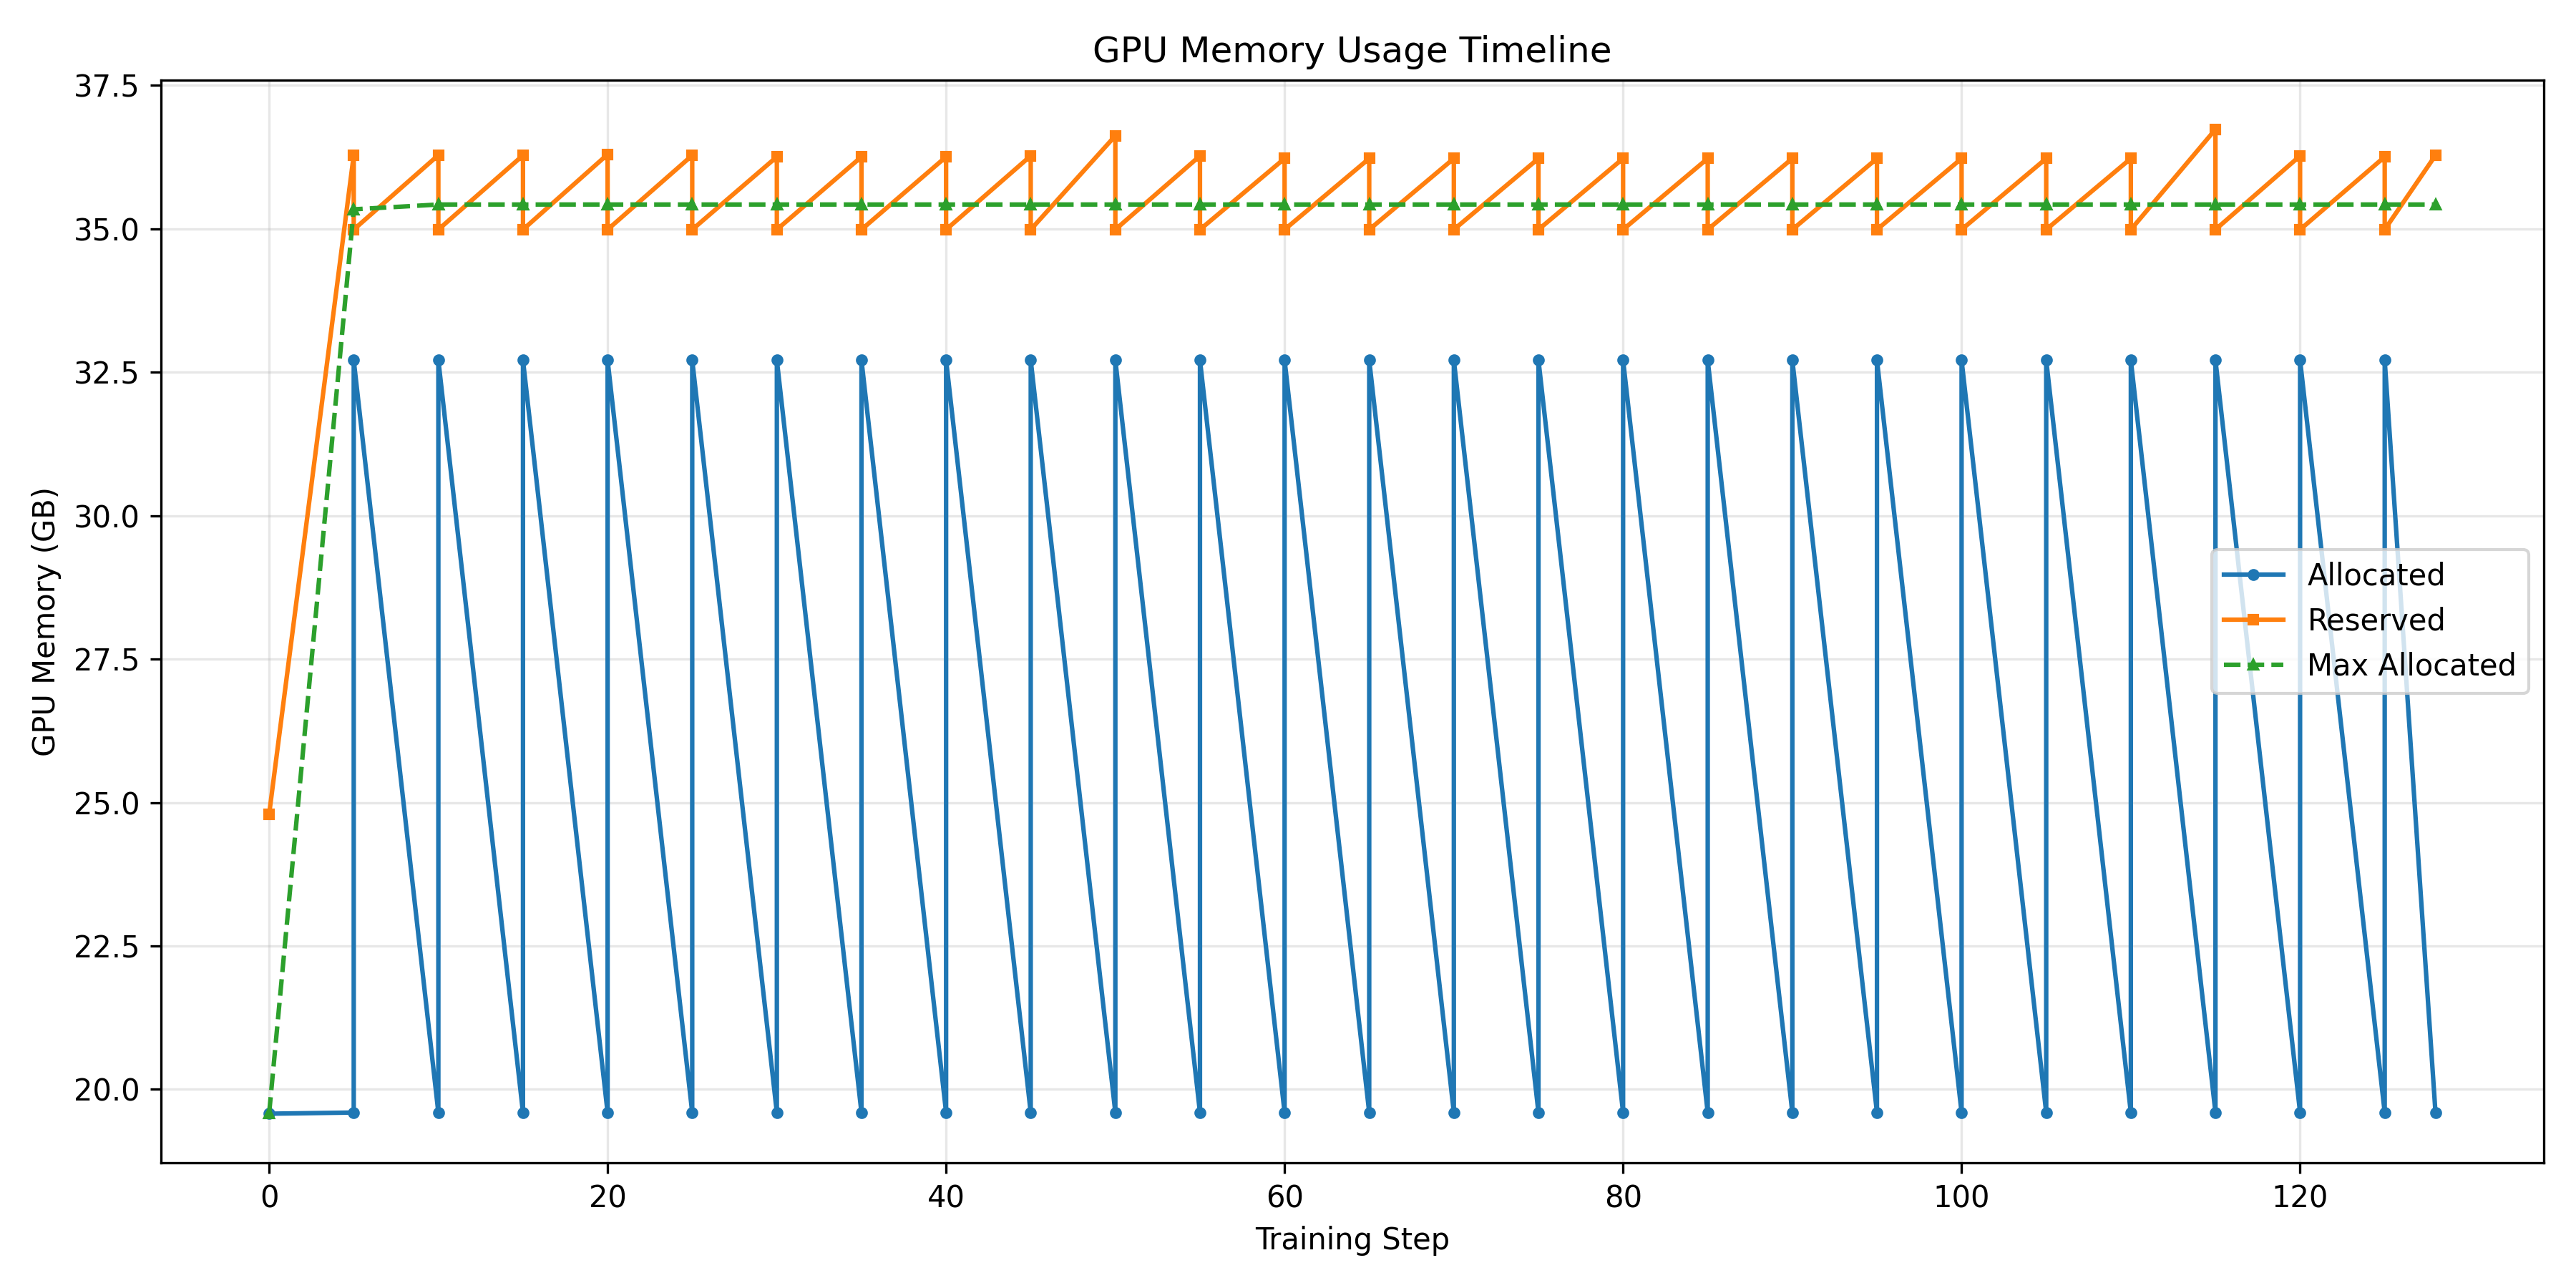 GPU Memory Usage Timeline
37.5
35.0
32.5
30.0
27.5
25.0
22.5
20.0
GPU Memory (GB)
Allocated
Reserved
Max Allocated
0 20 40 60 80 100 120
Training Step